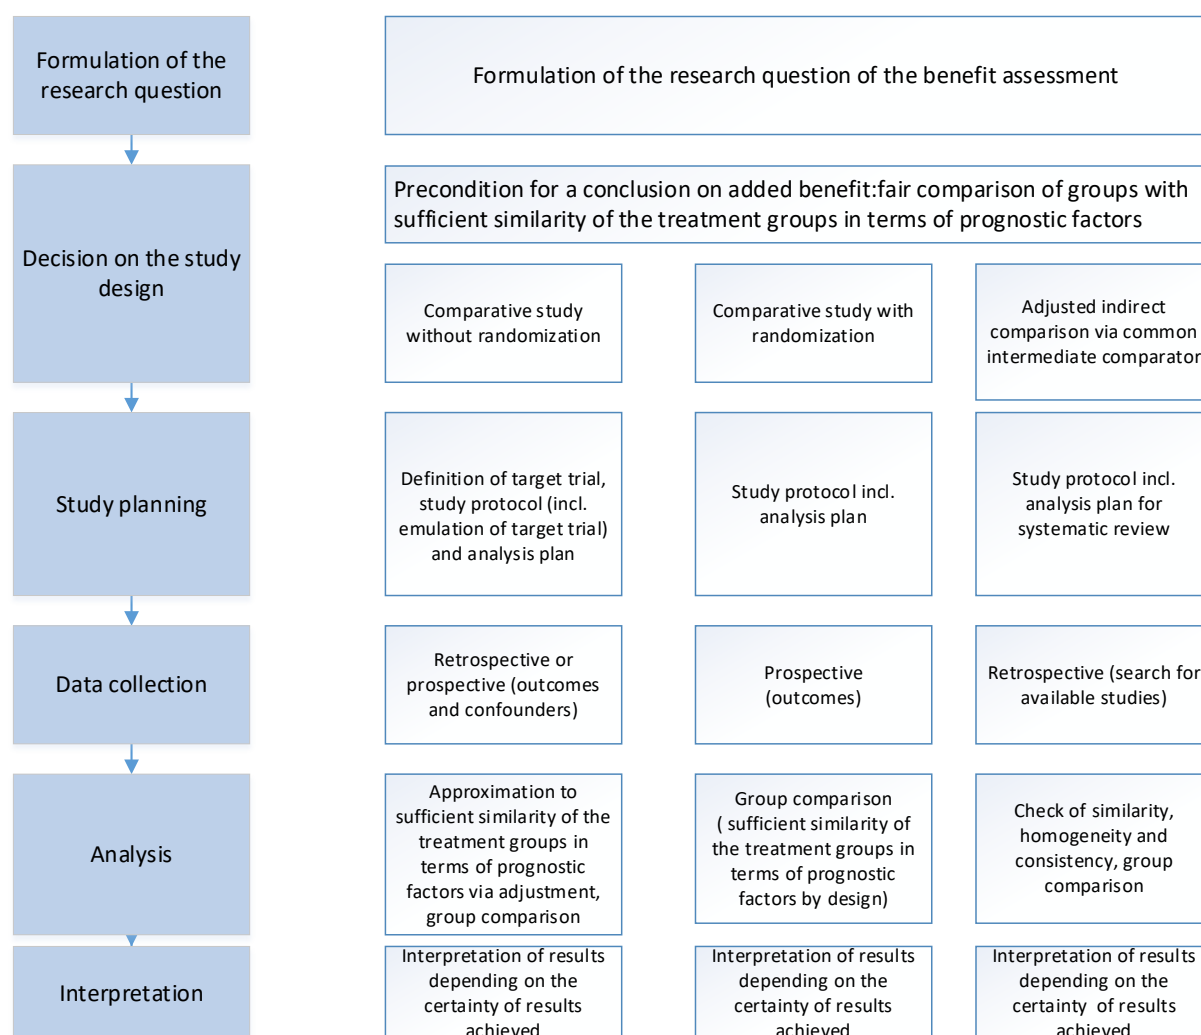 Formulation of the
research question
Formulation of the research question of the benefit assessment
Decision on the study
design
Precondition for a conclusion on added benefit:fair comparison of groups with
sufficient similarity of the treatment groups in terms of prognostic factors
Comparative study
without randomization
Comparative study with
randomization
Adjusted indirect
comparison via common
intermediate comparator
Study planning
Definition of target trial,
study protocol (incl.
emulation of target trial)
and analysis plan
Study protocol incl.
analysis plan
Study protocol incl.
analysis plan for
systematic review
Data collection
Retrospective or
prospective (outcomes
and confounders)
Prospective
(outcomes)
Retrospective (search for
available studies)
Analysis
Approximation to
sufficient similarity of the
treatment groups in
terms of prognostic
factors via adjustment,
group comparison
Group comparison
( sufficient similarity of
the treatment groups in
terms of prognostic
factors by design)
Check of similarity,
homogeneity and
consistency, group
comparison
Interpretation
Interpretation of results
depending on the
certainty of results
achieved
Interpretation of results
depending on the
certainty of results
achieved
Interpretation of results
depending on the
certainty of results
achieved